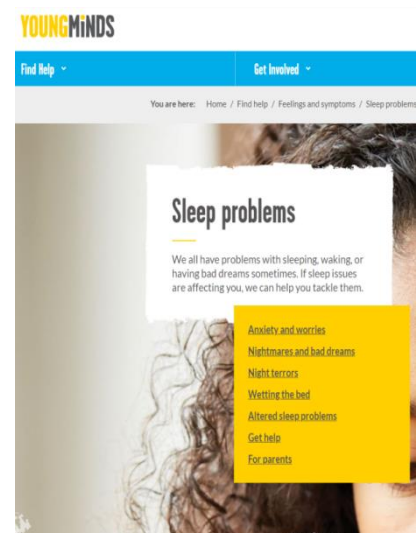 YOUNGMiNDS
Find Help
Get Involved
You are here: Home / Find help / Feelings and symptoms / Sleep problems
Sleep problems
We all have problems with sleeping, waking, or
having bad dreams sometimes. If sleep issues
are affecting you, we can help you tackle them.
Anxiety and worries
Nightmares and bad dreams
Night terrors
Wetting the bed
Altered sleep problems
Get help
For parents